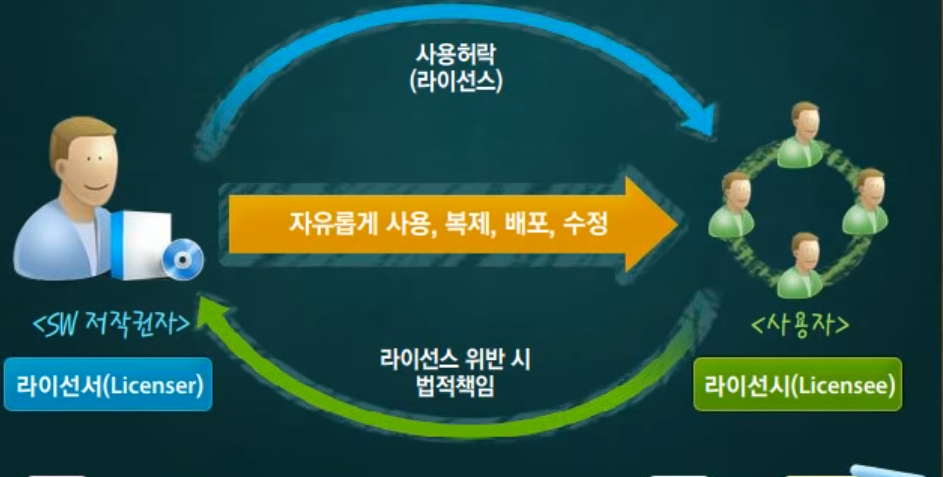 사용허락
(라이선스)
자유롭게 사용, 복제, 배포, 수정
<SW 저작권자>
<사용자>
라이선스 위반 시
법적책임
라이선서(Licenser)
라이선시(Licensee)